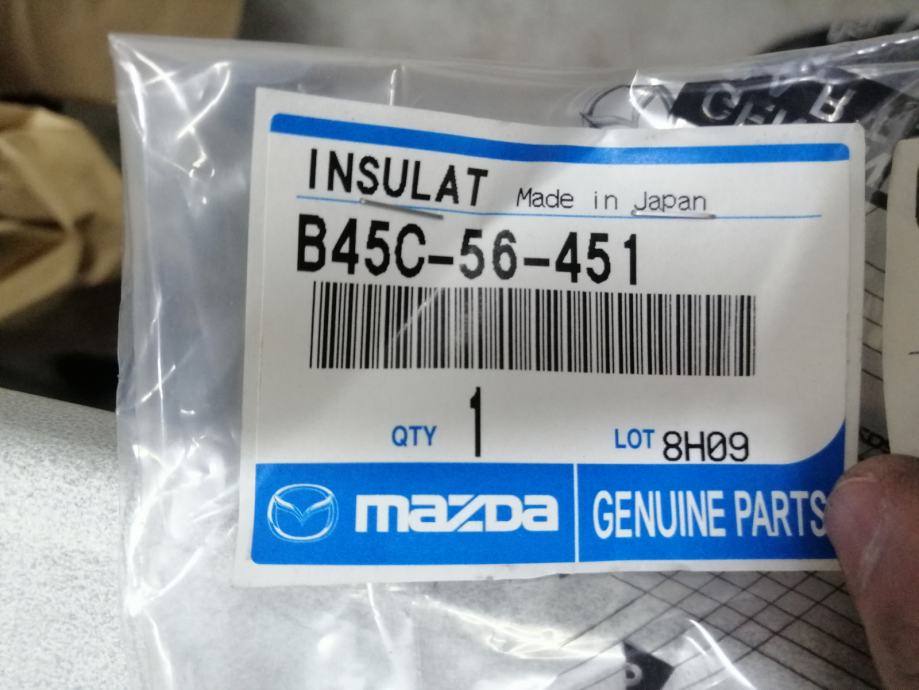 INSULAT Made in Japan
B45C-56-451
QTY 1 LOT 8H09
mazda GENUINE PARTS